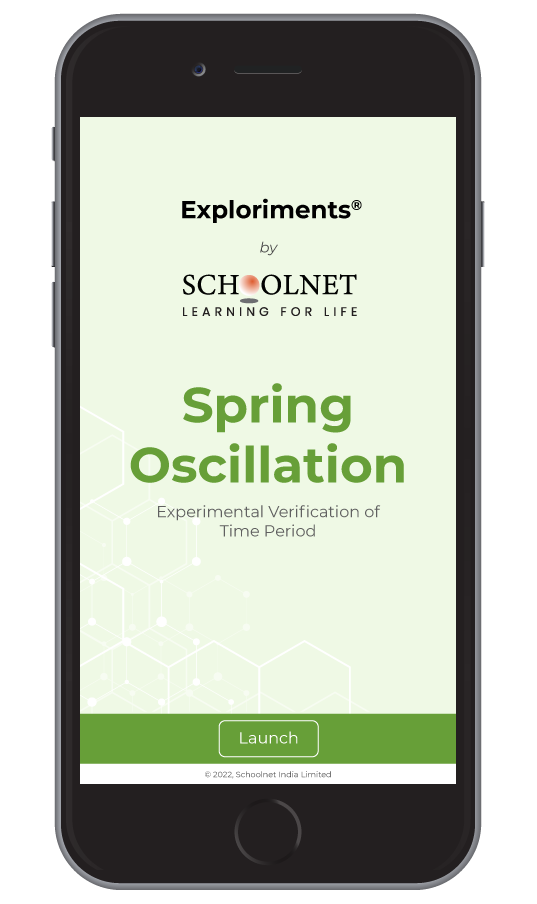 Exploriments®
by
SCHOOLNET
LEARNING FOR LIFE
Spring
Oscillation
Experimental Verification of
Time Period
Launch
© 2022, Schoolnet India Limited